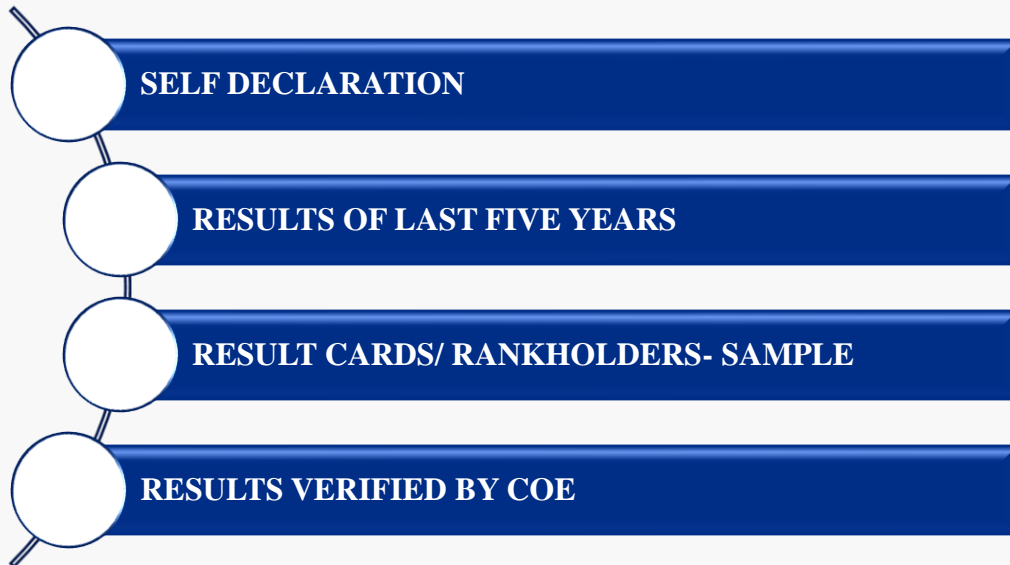 SELF DECLARATION
RESULTS OF LAST FIVE YEARS
RESULT CARDS/ RANKHOLDERS- SAMPLE
RESULTS VERIFIED BY COE